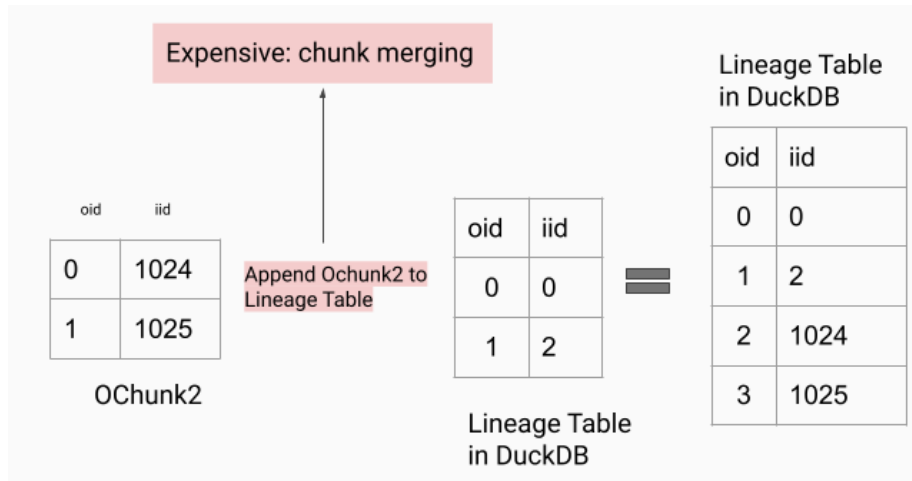 Expensive: chunk merging
oid iid
0 1024
1 1025
OChunk2
Append Ochunk2 to
Lineage Table
oid iid
0 0
1 2
Lineage Table
in DuckDB
Lineage Table
in DuckDB
oid iid
0 0
1 2
2 1024
3 1025